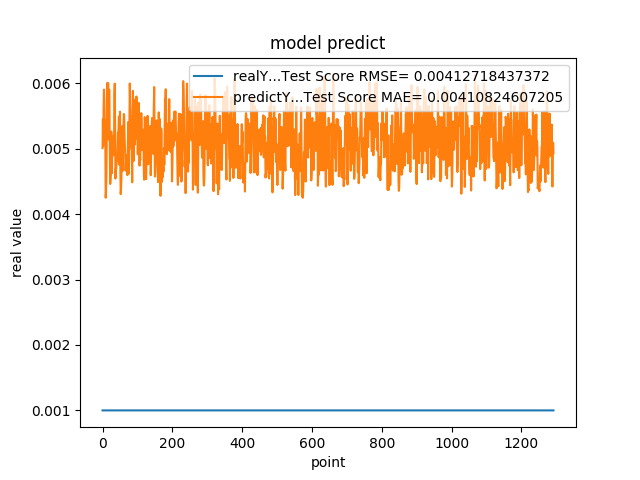 model predict
realY...Test Score RMSE= 0.00412718437372
predictY...Test Score MAE= 0.00410824607205
0.006
0.005
0.004
0.003
0.002
0.001
real value
0 200 400 600 800 1000 1200
point